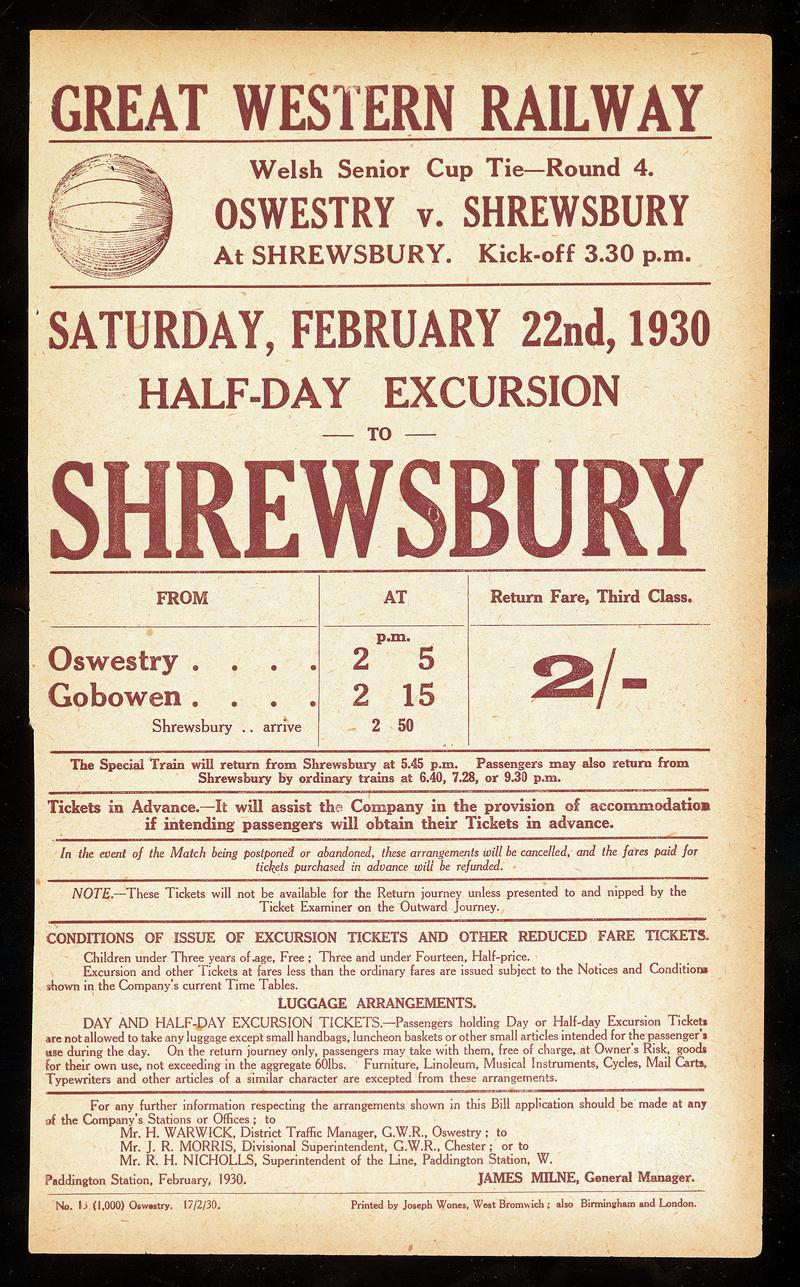 GREAT WESTERN RAILWAY
Welsh Senior Cup Tie—Round 4.
OSWESTRY v. SHREWSBURY
At SHREWSBURY. Kick-off 3.30 p.m.
SATURDAY, FEBRUARY 22nd, 1930
HALF-DAY EXCURSION
— TO —
SHREWSBURY
FROM AT Return Fare, Third Class.
p.m.
Oswestry . . . . 2 5
2/-
Gobowen . . . . 2 15
Shrewsbury .. arrive 2 50
The Special Train will return from Shrewsbury at 5.45 p.m. Passengers may also return from
Shrewsbury by ordinary trains at 6.40, 7.28, or 9.30 p.m.
Tickets in Advance.—It will assist the Company in the provision of accommodation
if intending passengers will obtain their Tickets in advance.
In the event of the Match being postponed or abandoned, these arrangements will be cancelled, and the fares paid for
tickets purchased in advance will be refunded.
NOTE.—These Tickets will not be available for the Return journey unless presented to and nipped by the
Ticket Examiner on the Outward Journey.
CONDITIONS OF ISSUE OF EXCURSION TICKETS AND OTHER REDUCED FARE TICKETS.
Children under Three years of age, Free ; Three and under Fourteen, Half-price.
Excursion and other Tickets at fares less than the ordinary fares are issued subject to the Notices and Conditions
shown in the Company's current Time Tables.
LUGGAGE ARRANGEMENTS.
DAY AND HALF-DAY EXCURSION TICKETS.—Passengers holding Day or Half-day Excursion Tickets
are not allowed to take any luggage except small handbags, luncheon baskets or other small articles intended for the passenger's
use during the day. On the return journey only, passengers may take with them, free of charge, at Owner's Risk, goods
for their own use, not exceeding in the aggregate 60lbs. Furniture, Linoleum, Musical Instruments, Cycles, Mail Carts,
Typewriters and other articles of a similar character are excepted from these arrangements.
For any further information respecting the arrangements shown in this Bill application should be made at any
of the Company's Stations or Offices ; to
Mr. H. WARWICK, District Traffic Manager, G.W.R., Oswestry ; to
Mr. J. R. MORRIS, Divisional Superintendent, G.W.R., Chester ; or to
Mr. R. H. NICHOLLS, Superintendent of the Line, Paddington Station, W.
Paddington Station, February, 1930. JAMES MILNE, General Manager.
No. (1,000) Oswestry. 17/2/30. Printed by Joseph Wones, West Bromwich ; also Birmingham and London.